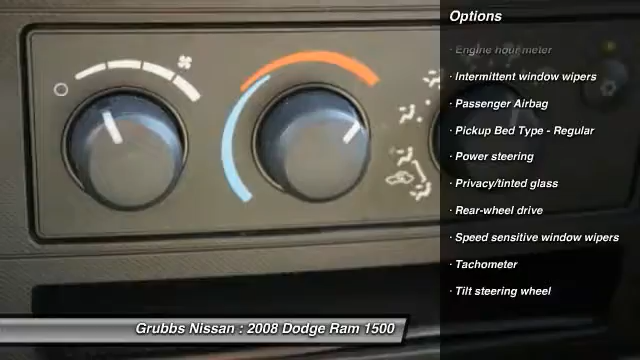 Options
· Engine hour meter
· Intermittent window wipers
· Passenger Airbag
· Pickup Bed Type - Regular
· Power steering
· Privacy/tinted glass
· Rear-wheel drive
· Speed sensitive window wipers
· Tachometer
· Tilt steering wheel
Grubbs Nissan : 2008 Dodge Ram 1500